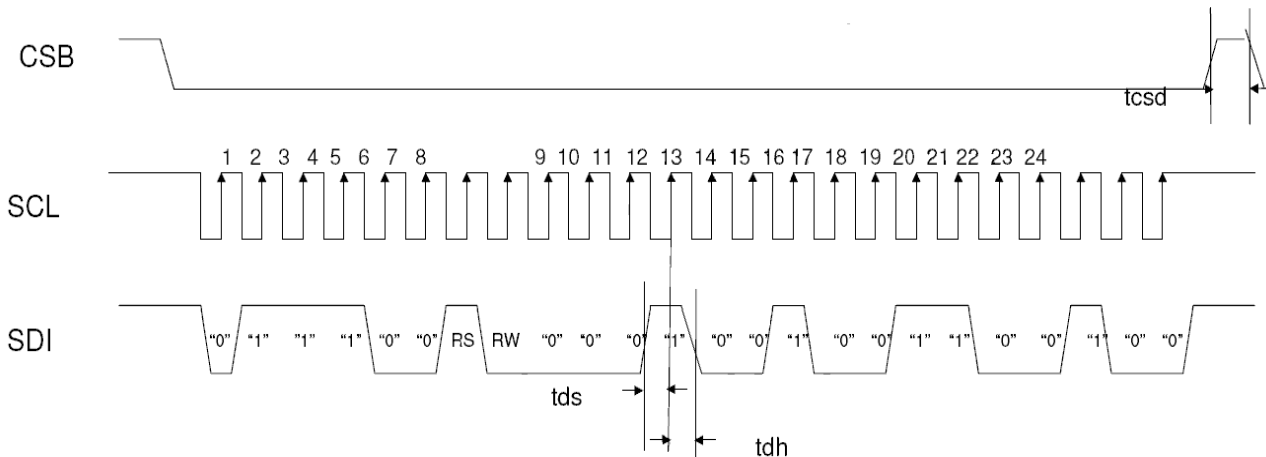 CSB
tcsd
1 2 3 4 5 6 7 8 9 10 11 12 13 14 15 16 17 18 19 20 21 22 23 24
SCL
SDI "0" "1" "1" "1" "0" "0" RS RW "0" "0" "0" "1" "0" "0" "1" "0" "0" "1" "1" "0" "0" "1" "0" "0"
tds
tdh